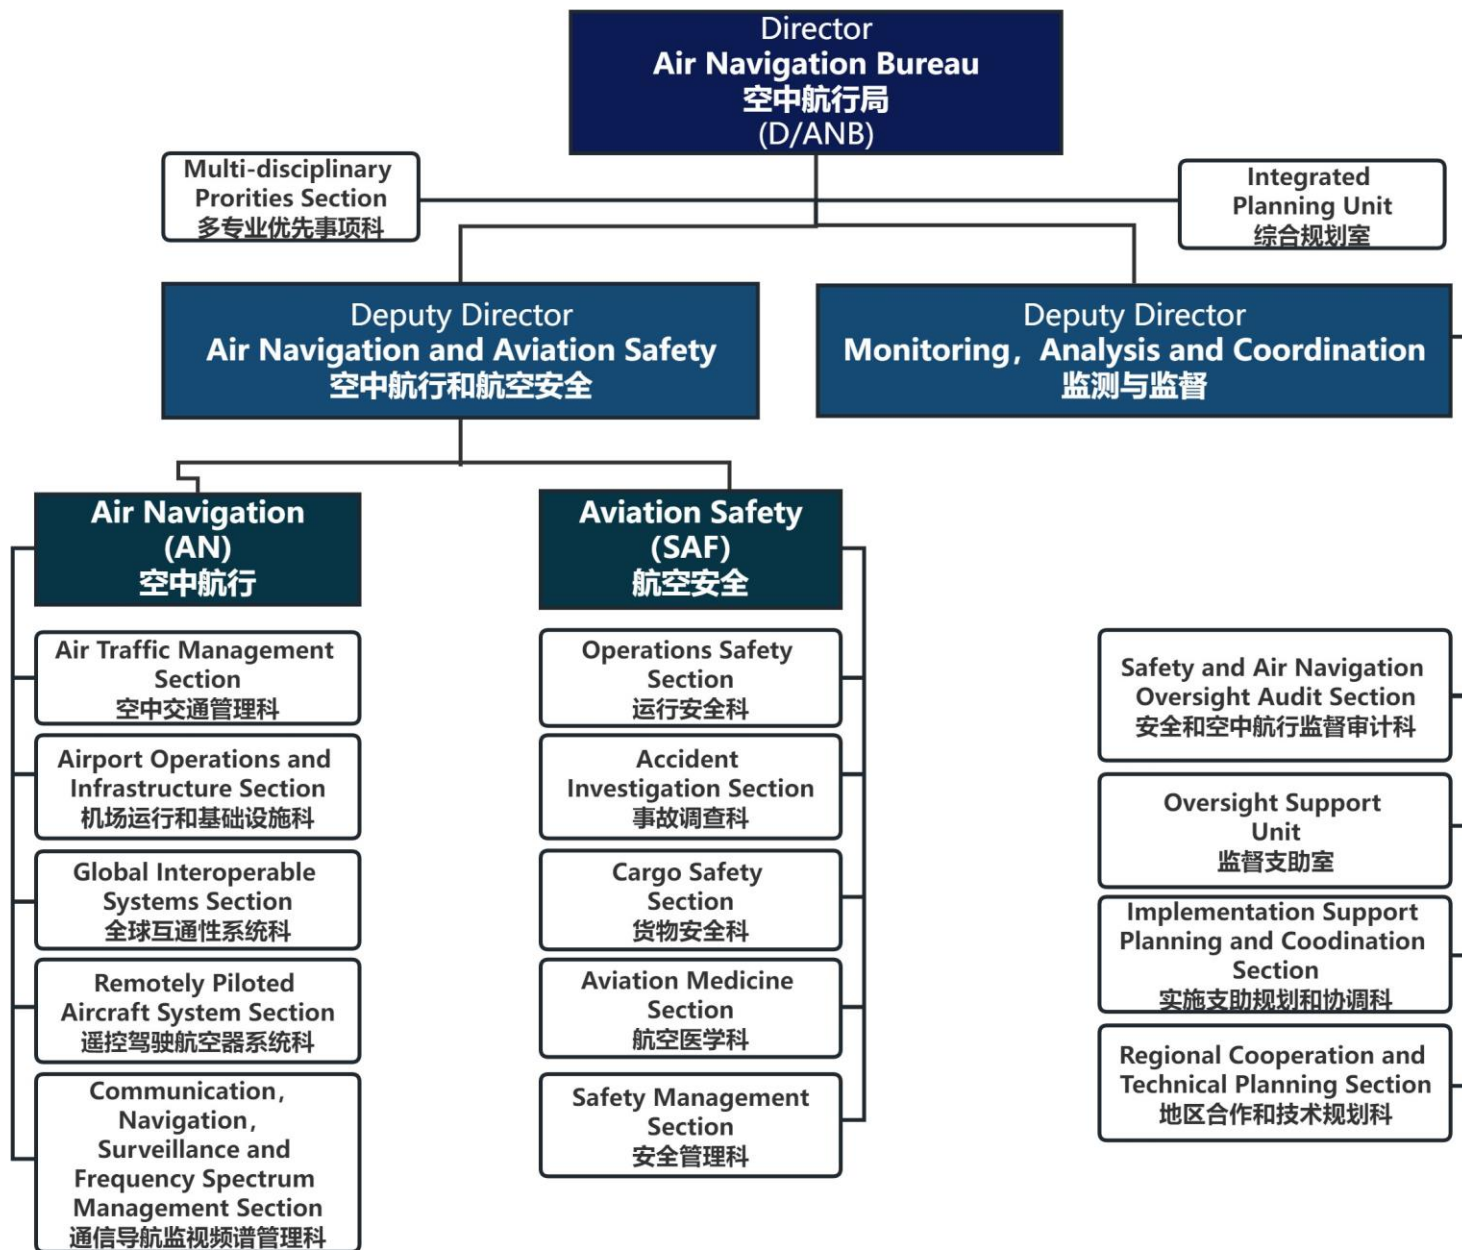 Director
Air Navigation Bureau
空中航行局
(D/ANB)
Multi-disciplinary
Prorities Section
多专业优先事项科
Integrated
Planning Unit
综合规划室
Deputy Director
Air Navigation and Aviation Safety
空中航行和航空安全
Deputy Director
Monitoring，Analysis and Coordination
监测与监督
Air Navigation
(AN)
空中航行
Air Traffic Management
Section
空中交通管理科
Airport Operations and
Infrastructure Section
机场运行和基础设施科
Global Interoperable
Systems Section
全球互通性系统科
Remotely Piloted
Aircraft System Section
遥控驾驶航空器系统科
Communication，
Navigation，
Surveillance and
Frequency Spectrum
Management Section
通信导航监视频谱管理科
Aviation Safety
(SAF)
航空安全
Operations Safety
Section
运行安全科
Accident
Investigation Section
事故调查科
Cargo Safety
Section
货物安全科
Aviation Medicine
Section
航空医学科
Safety Management
Section
安全管理科
Safety and Air Navigation
Oversight Audit Section
安全和空中航行监督审计科
Oversight Support
Unit
监督支助室
Implementation Support
Planning and Coodination
Section
实施支助规划和协调科
Regional Cooperation and
Technical Planning Section
地区合作和技术规划科